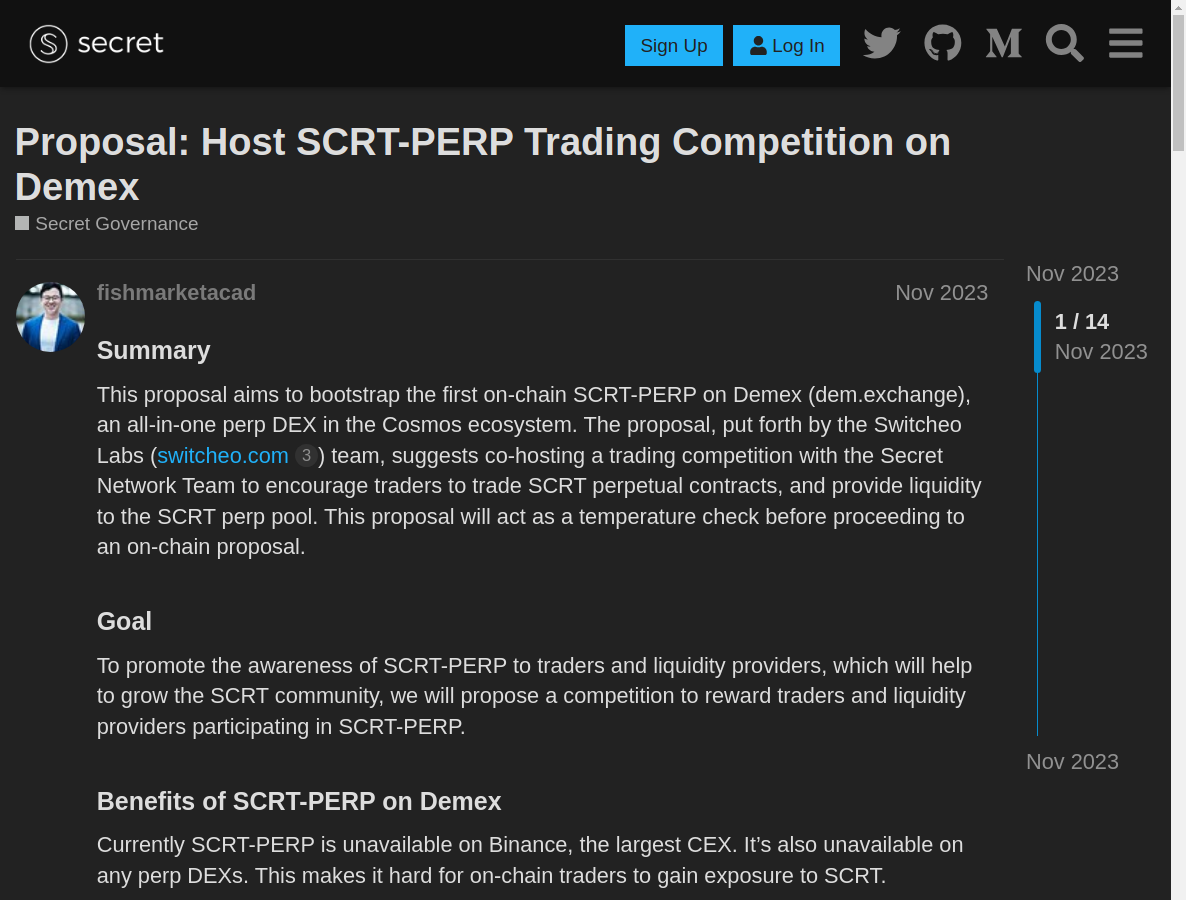 secret
Sign Up
Log In
Proposal: Host SCRT-PERP Trading Competition on
Demex
Secret Governance
fishmarketacad
Nov 2023
Nov 2023
1 / 14
Nov 2023
Summary
This proposal aims to bootstrap the first on-chain SCRT-PERP on Demex (dem.exchange),
an all-in-one perp DEX in the Cosmos ecosystem. The proposal, put forth by the Switcheo
Labs (switcheo.com 3) team, suggests co-hosting a trading competition with the Secret
Network Team to encourage traders to trade SCRT perpetual contracts, and provide liquidity
to the SCRT perp pool. This proposal will act as a temperature check before proceeding to
an on-chain proposal.
Goal
To promote the awareness of SCRT-PERP to traders and liquidity providers, which will help
to grow the SCRT community, we will propose a competition to reward traders and liquidity
providers participating in SCRT-PERP.
Nov 2023
Benefits of SCRT-PERP on Demex
Currently SCRT-PERP is unavailable on Binance, the largest CEX. It’s also unavailable on
any perp DEXs. This makes it hard for on-chain traders to gain exposure to SCRT.